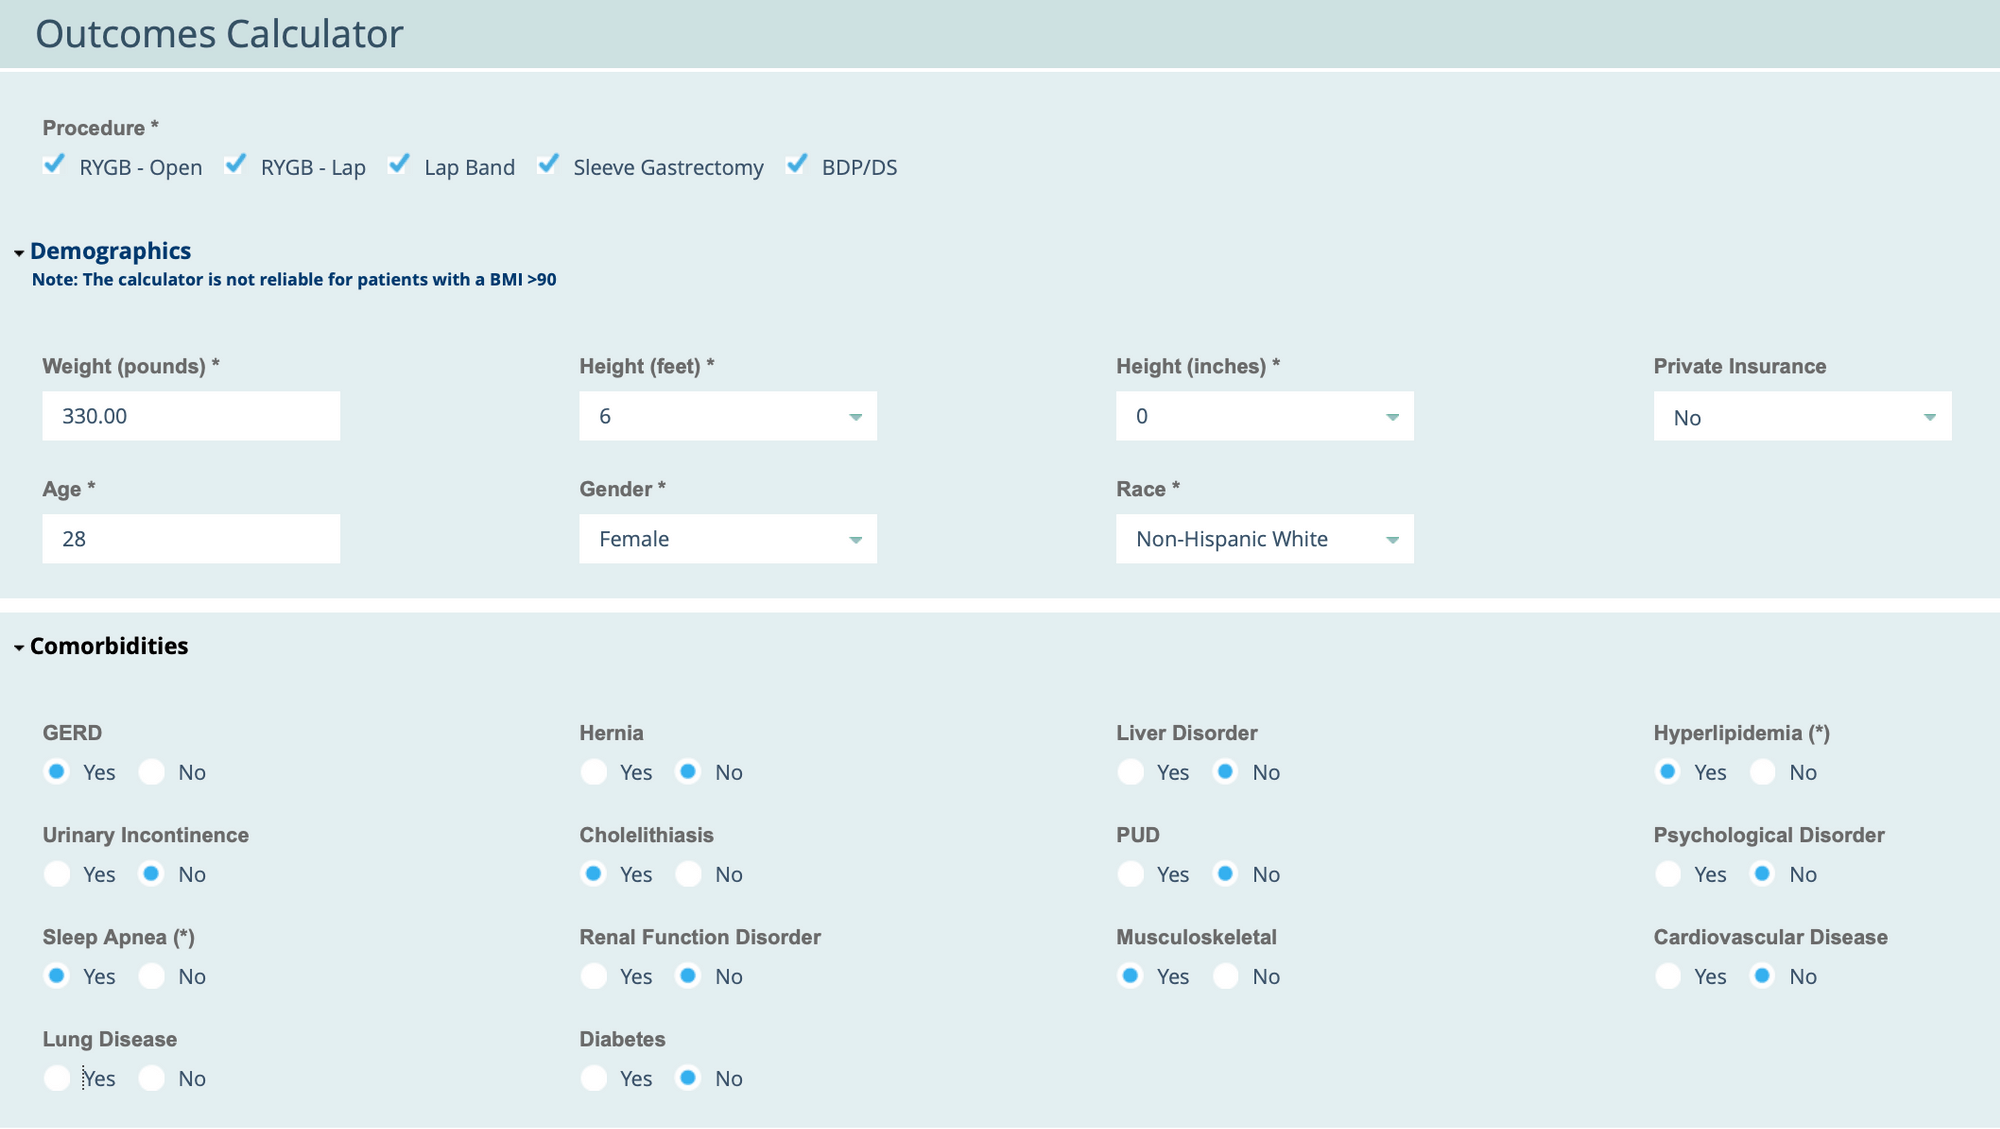 Outcomes Calculator
Procedure *
RYGB - Open RYGB - Lap Lap Band Sleeve Gastrectomy BDP/DS
Demographics
Note: The calculator is not reliable for patients with a BMI >90
Weight (pounds) * Height (feet) * Height (inches) * Private Insurance
330.00 6 0 No
Age * Gender * Race *
28 Female Non-Hispanic White
Comorbidities
GERD Hernia Liver Disorder Hyperlipidemia (*)
Yes No Yes No Yes No Yes No
Urinary Incontinence Cholelithiasis PUD Psychological Disorder
Yes No Yes No Yes No Yes No
Sleep Apnea (*) Renal Function Disorder Musculoskeletal Cardiovascular Disease
Yes No Yes No Yes No Yes No
Lung Disease Diabetes
Yes No Yes No